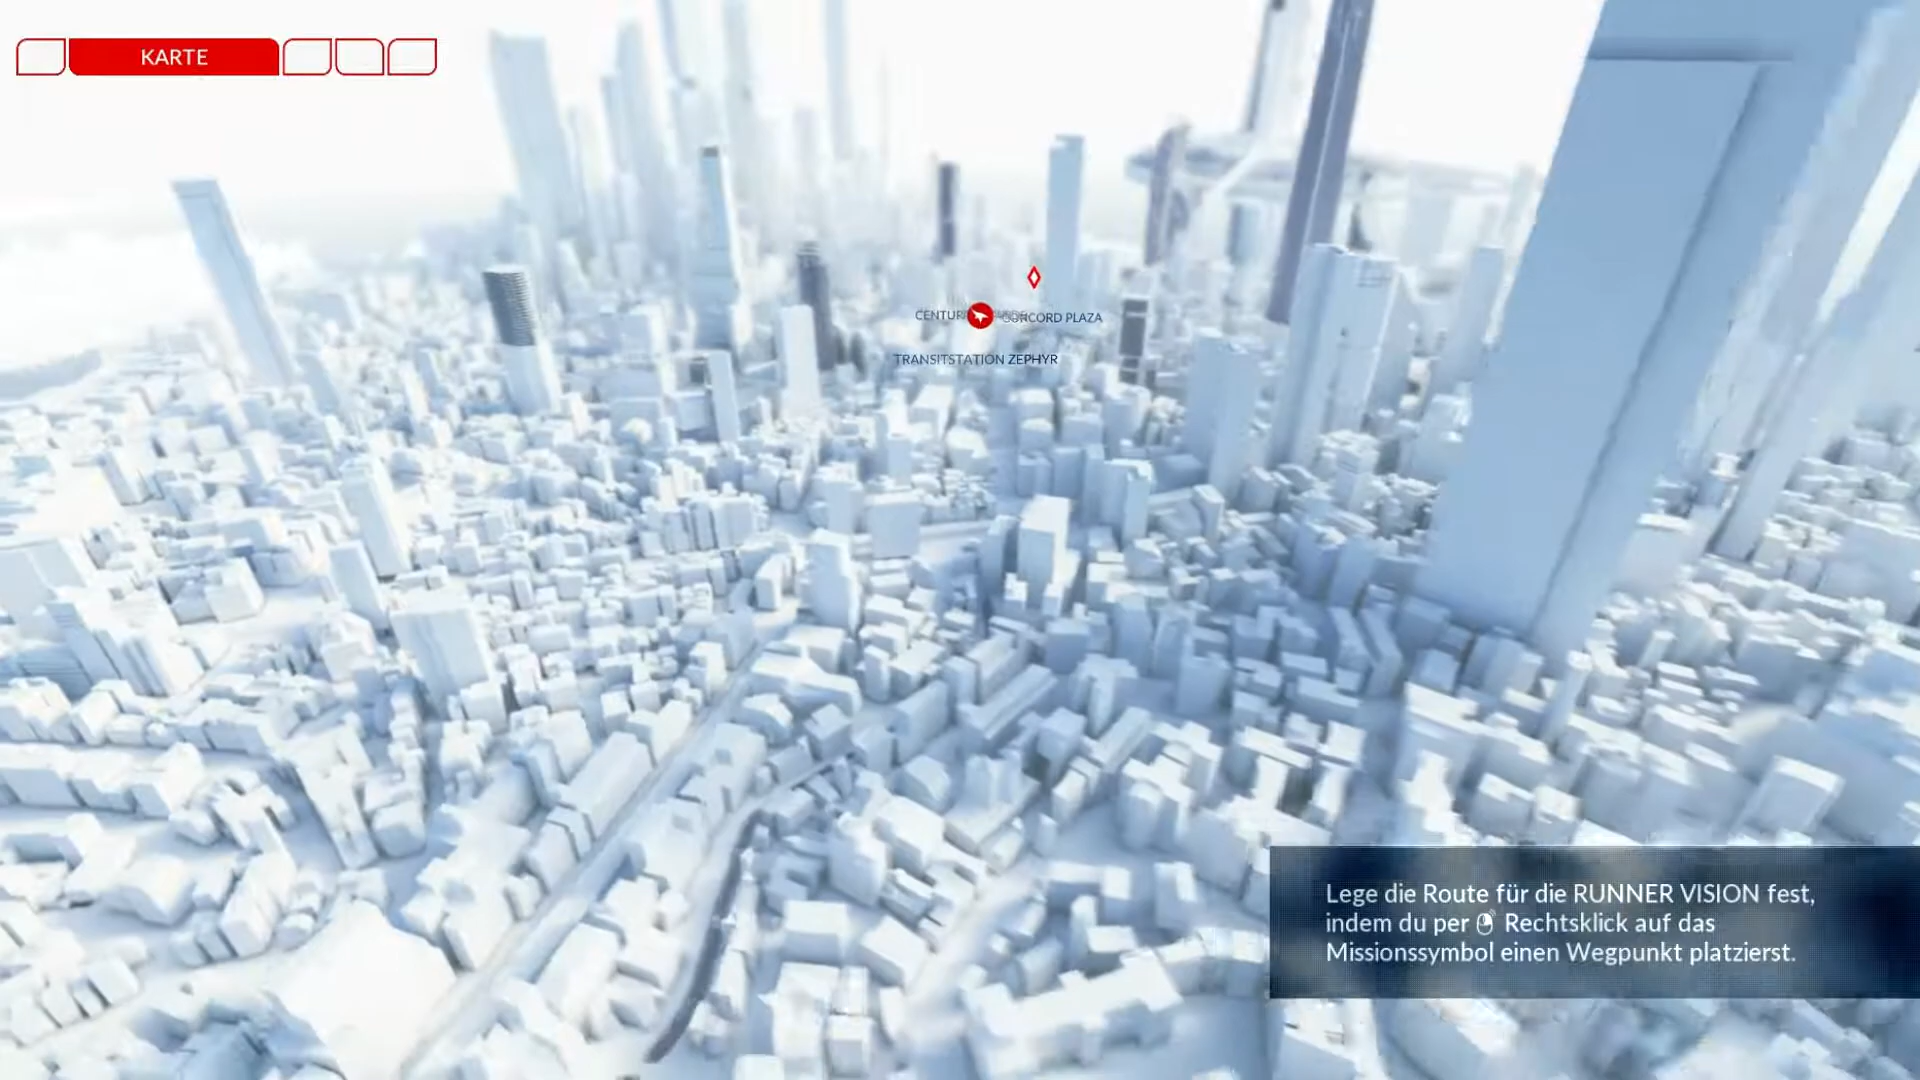 KARTE
CONCORD PLAZA
TRANSITSTATION ZEPHYR
Lege die Route für die RUNNER VISION fest,
indem du per Rechtsklick auf das
Missionssymbol einen Wegpunkt platzierst.